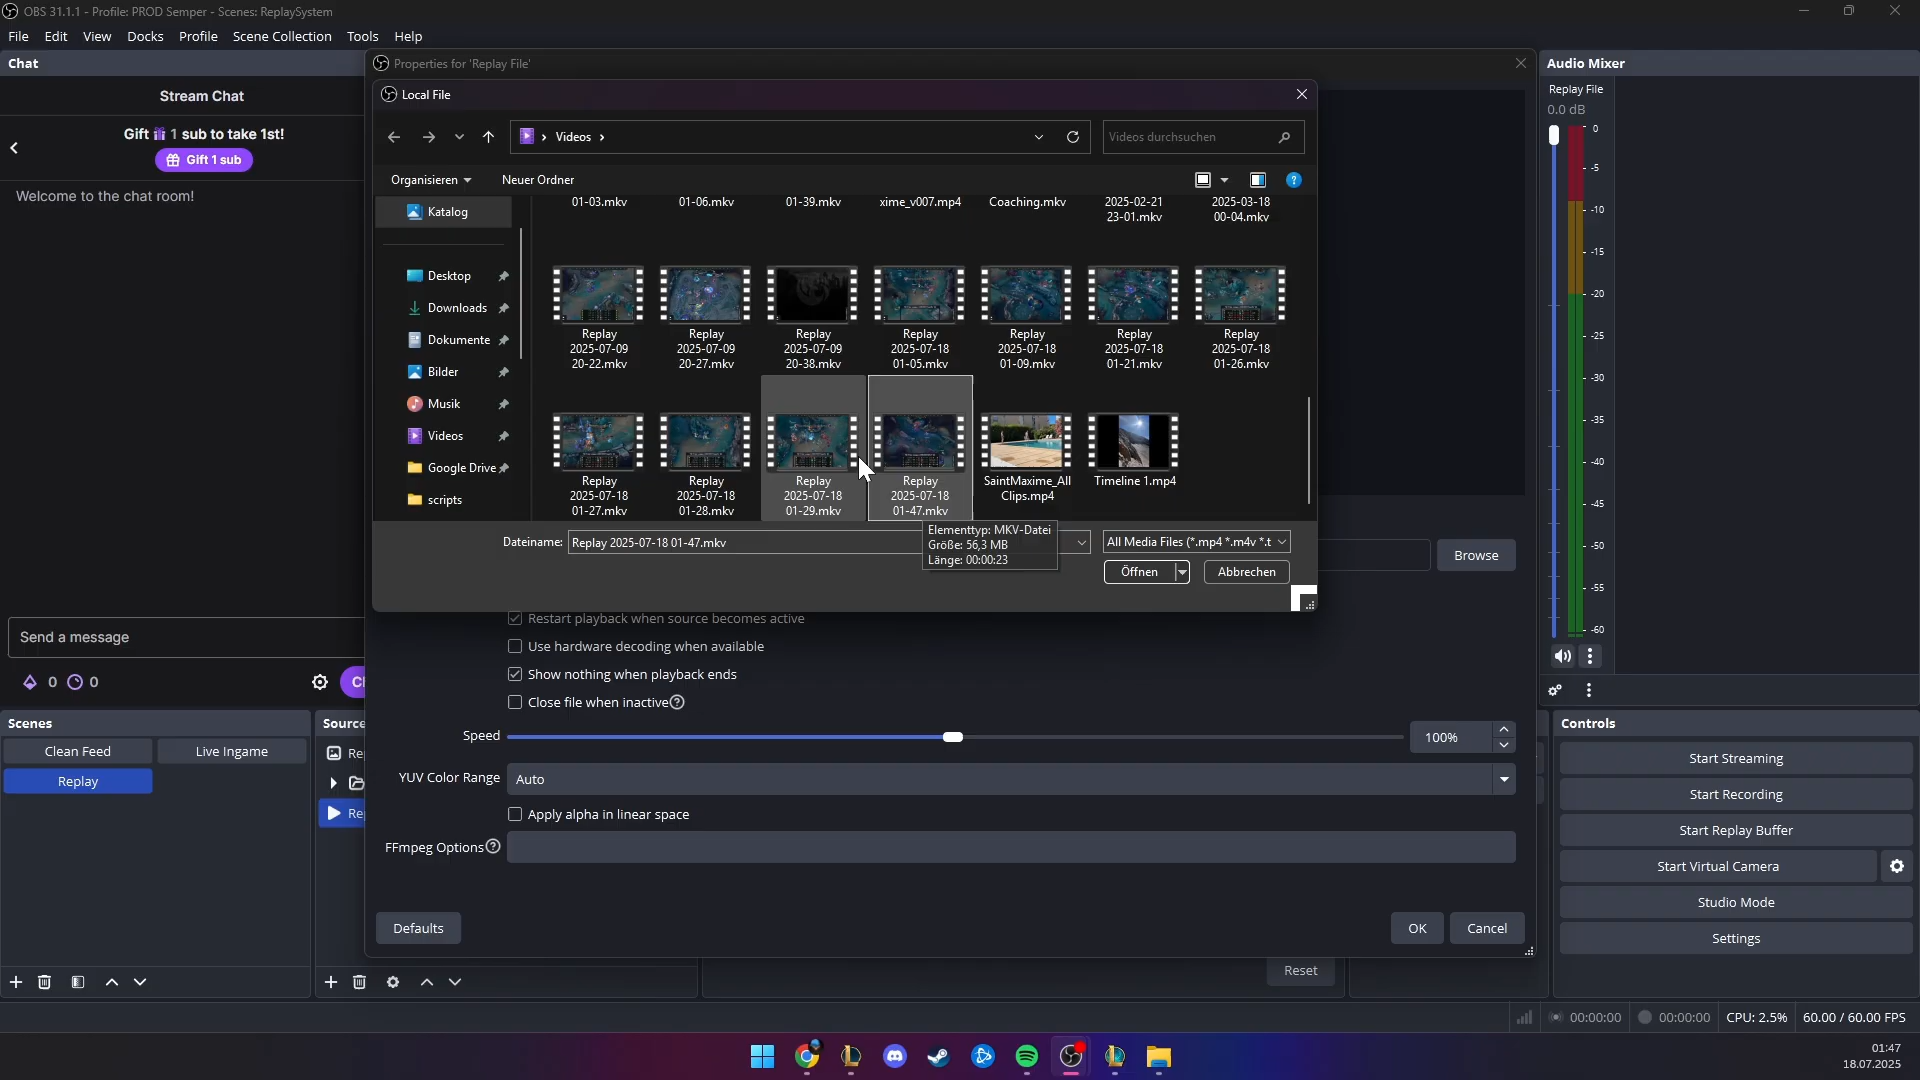 OBS 31.1.1 - Profile: PROD Semper - Scenes: ReplaySystem
File Edit View Docks Profile Scene Collection Tools Help
Chat
Stream Chat
Gift 1 sub to take 1st!
Gift 1 sub
Welcome to the chat room!
Send a message
0 0
Properties for 'Replay File'
Local File
Videos
Videos durchsuchen
Organisieren
Neuer Ordner
Katalog
Desktop
Downloads
Dokumente
Bilder
Musik
Videos
Google Drive
scripts
01-03.mkv
01-06.mkv
01-39.mkv
xime_v007.mp4
Coaching.mkv
2025-02-21
23-01.mkv
2025-03-18
00-04.mkv
Replay
2025-07-09
20-22.mkv
Replay
2025-07-09
20-27.mkv
Replay
2025-07-09
20-38.mkv
Replay
2025-07-18
01-05.mkv
Replay
2025-07-18
01-09.mkv
Replay
2025-07-18
01-21.mkv
Replay
2025-07-18
01-26.mkv
Replay
2025-07-18
01-27.mkv
Replay
2025-07-18
01-28.mkv
Replay
2025-07-18
01-29.mkv
Replay
2025-07-18
01-47.mkv
SaintMaxime_All
Clips.mp4
Timeline 1.mp4
Elementtyp: MKV-Datei
Größe: 56,3 MB
Länge: 00:00:23
Dateiname: Replay 2025-07-18 01-47.mkv
All Media Files (*.mp4 *.m4v *.t
Öffnen
Abbrechen
Browse
Restart playback when source becomes active
Use hardware decoding when available
Show nothing when playback ends
Close file when inactive
Speed
100%
YUV Color Range
Auto
Apply alpha in linear space
FFmpeg Options
Defaults
OK
Cancel
Reset
Audio Mixer
Replay File
0.0 dB
0
-5
-10
-15
-20
-25
-30
-35
-40
-45
-50
-55
-60
Scenes
Clean Feed
Live Ingame
Replay
Source
Re
Re
Controls
Start Streaming
Start Recording
Start Replay Buffer
Start Virtual Camera
Studio Mode
Settings
00:00:00
00:00:00
CPU: 2.5%
60.00 / 60.00 FPS
01:47
18.07.2025